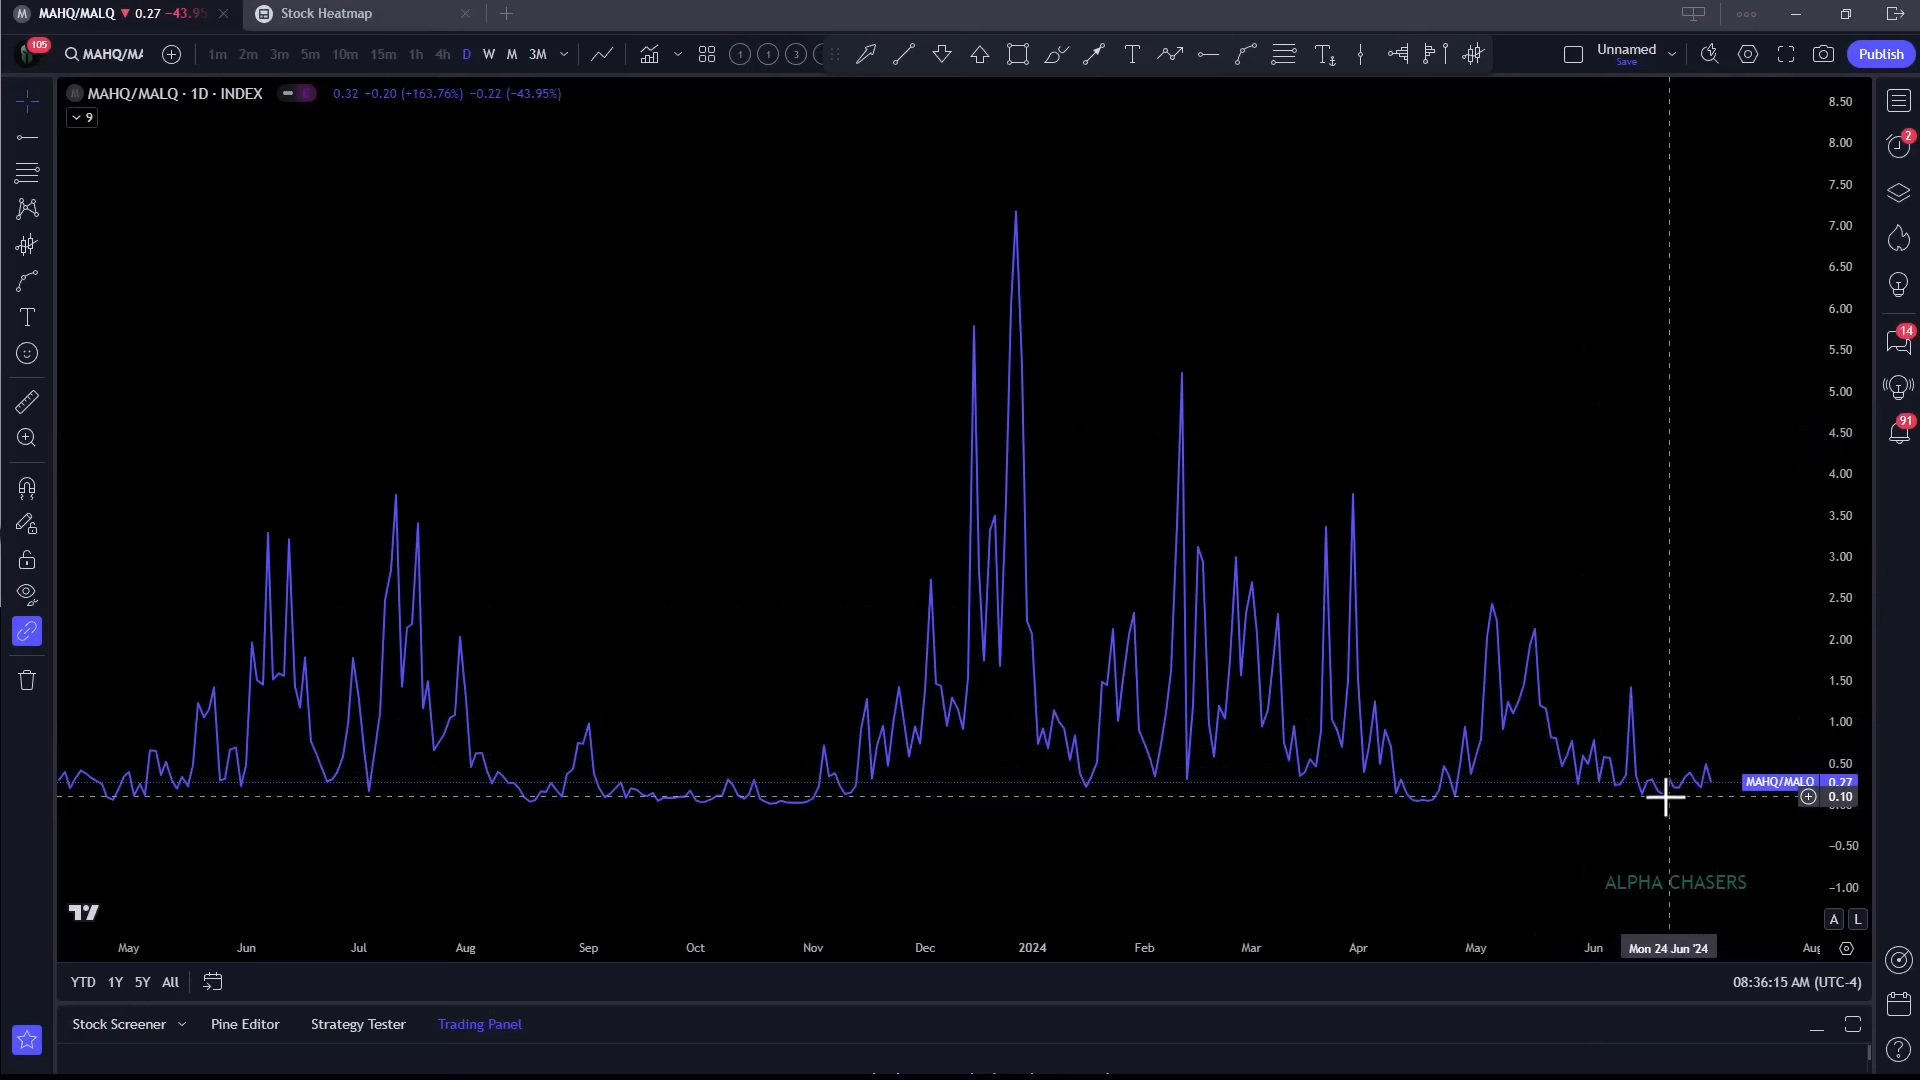 MAHQ/MALQ ▼ 0.27 −43.95
Stock Heatmap
105
MAHQ/MA
1m 2m 3m 5m 10m 15m 1h 4h D W M 3M
1 1 3
T
Unnamed
Save
Publish
MAHQ/MALQ · 1D · INDEX
0.32 +0.20 (+163.76%) −0.22 (−43.95%)
9
8.50
8.00
7.50
7.00
6.50
6.00
5.50
5.00
4.50
4.00
3.50
3.00
2.50
2.00
1.50
1.00
0.50
MAHQ/MALQ 0.27
0.10
−0.50
−1.00
2
14
91
ALPHA CHASERS
A L
May Jun Jul Aug Sep Oct Nov Dec 2024 Feb Mar Apr May Jun Mon 24 Jun '24 Aug
YTD 1Y 5Y All
08:36:15 AM (UTC-4)
Stock Screener Pine Editor Strategy Tester Trading Panel